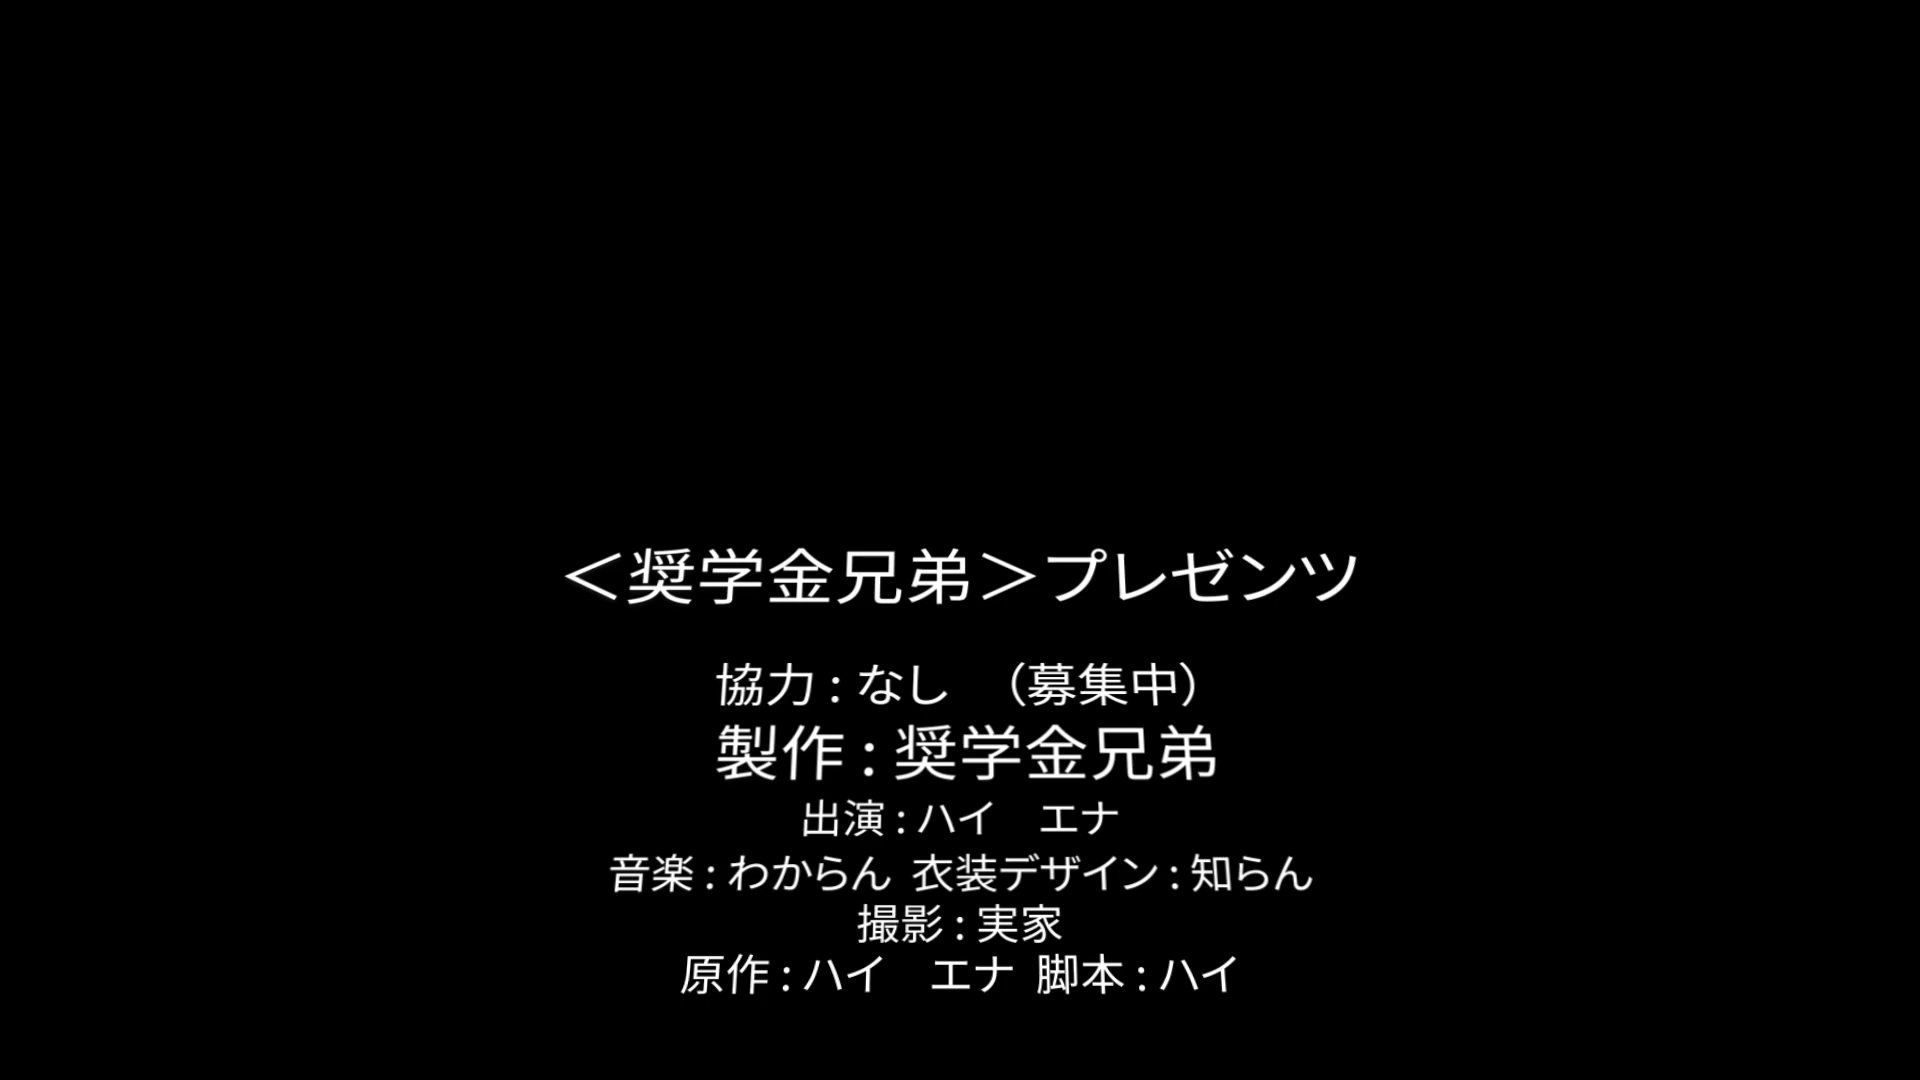 ＜奨学金兄弟＞プレゼンツ
協力 : なし　（募集中）
製作 : 奨学金兄弟
出演 : ハイ　エナ
音楽 : わからん 衣装デザイン : 知らん
撮影 : 実家
原作 : ハイ　エナ 脚本 : ハイ